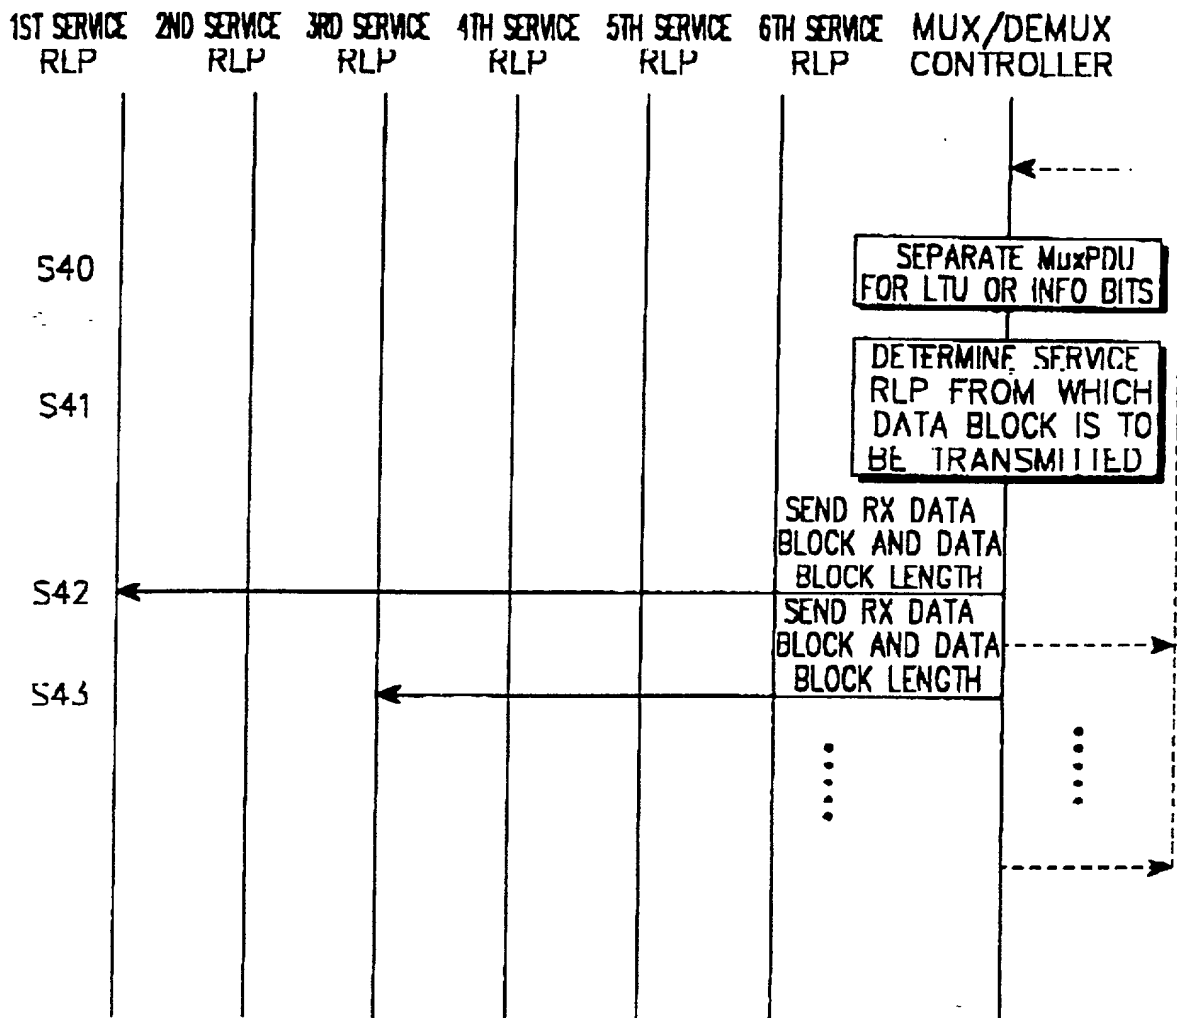 1ST SERVICE RLP
2ND SERVICE RLP
3RD SERVICE RLP
4TH SERVICE RLP
5TH SERVICE RLP
6TH SERVICE RLP
MUX/DEMUX
CONTROLLER
S40
SEPARATE MuxPDU
FOR LTU OR INFO BITS
S41
DETERMINE SERVICE
RLP FROM WHICH
DATA BLOCK IS TO
BE TRANSMITTED
SEND RX DATA
BLOCK AND DATA
BLOCK LENGTH
S42
SEND RX DATA
BLOCK AND DATA
BLOCK LENGTH
S43